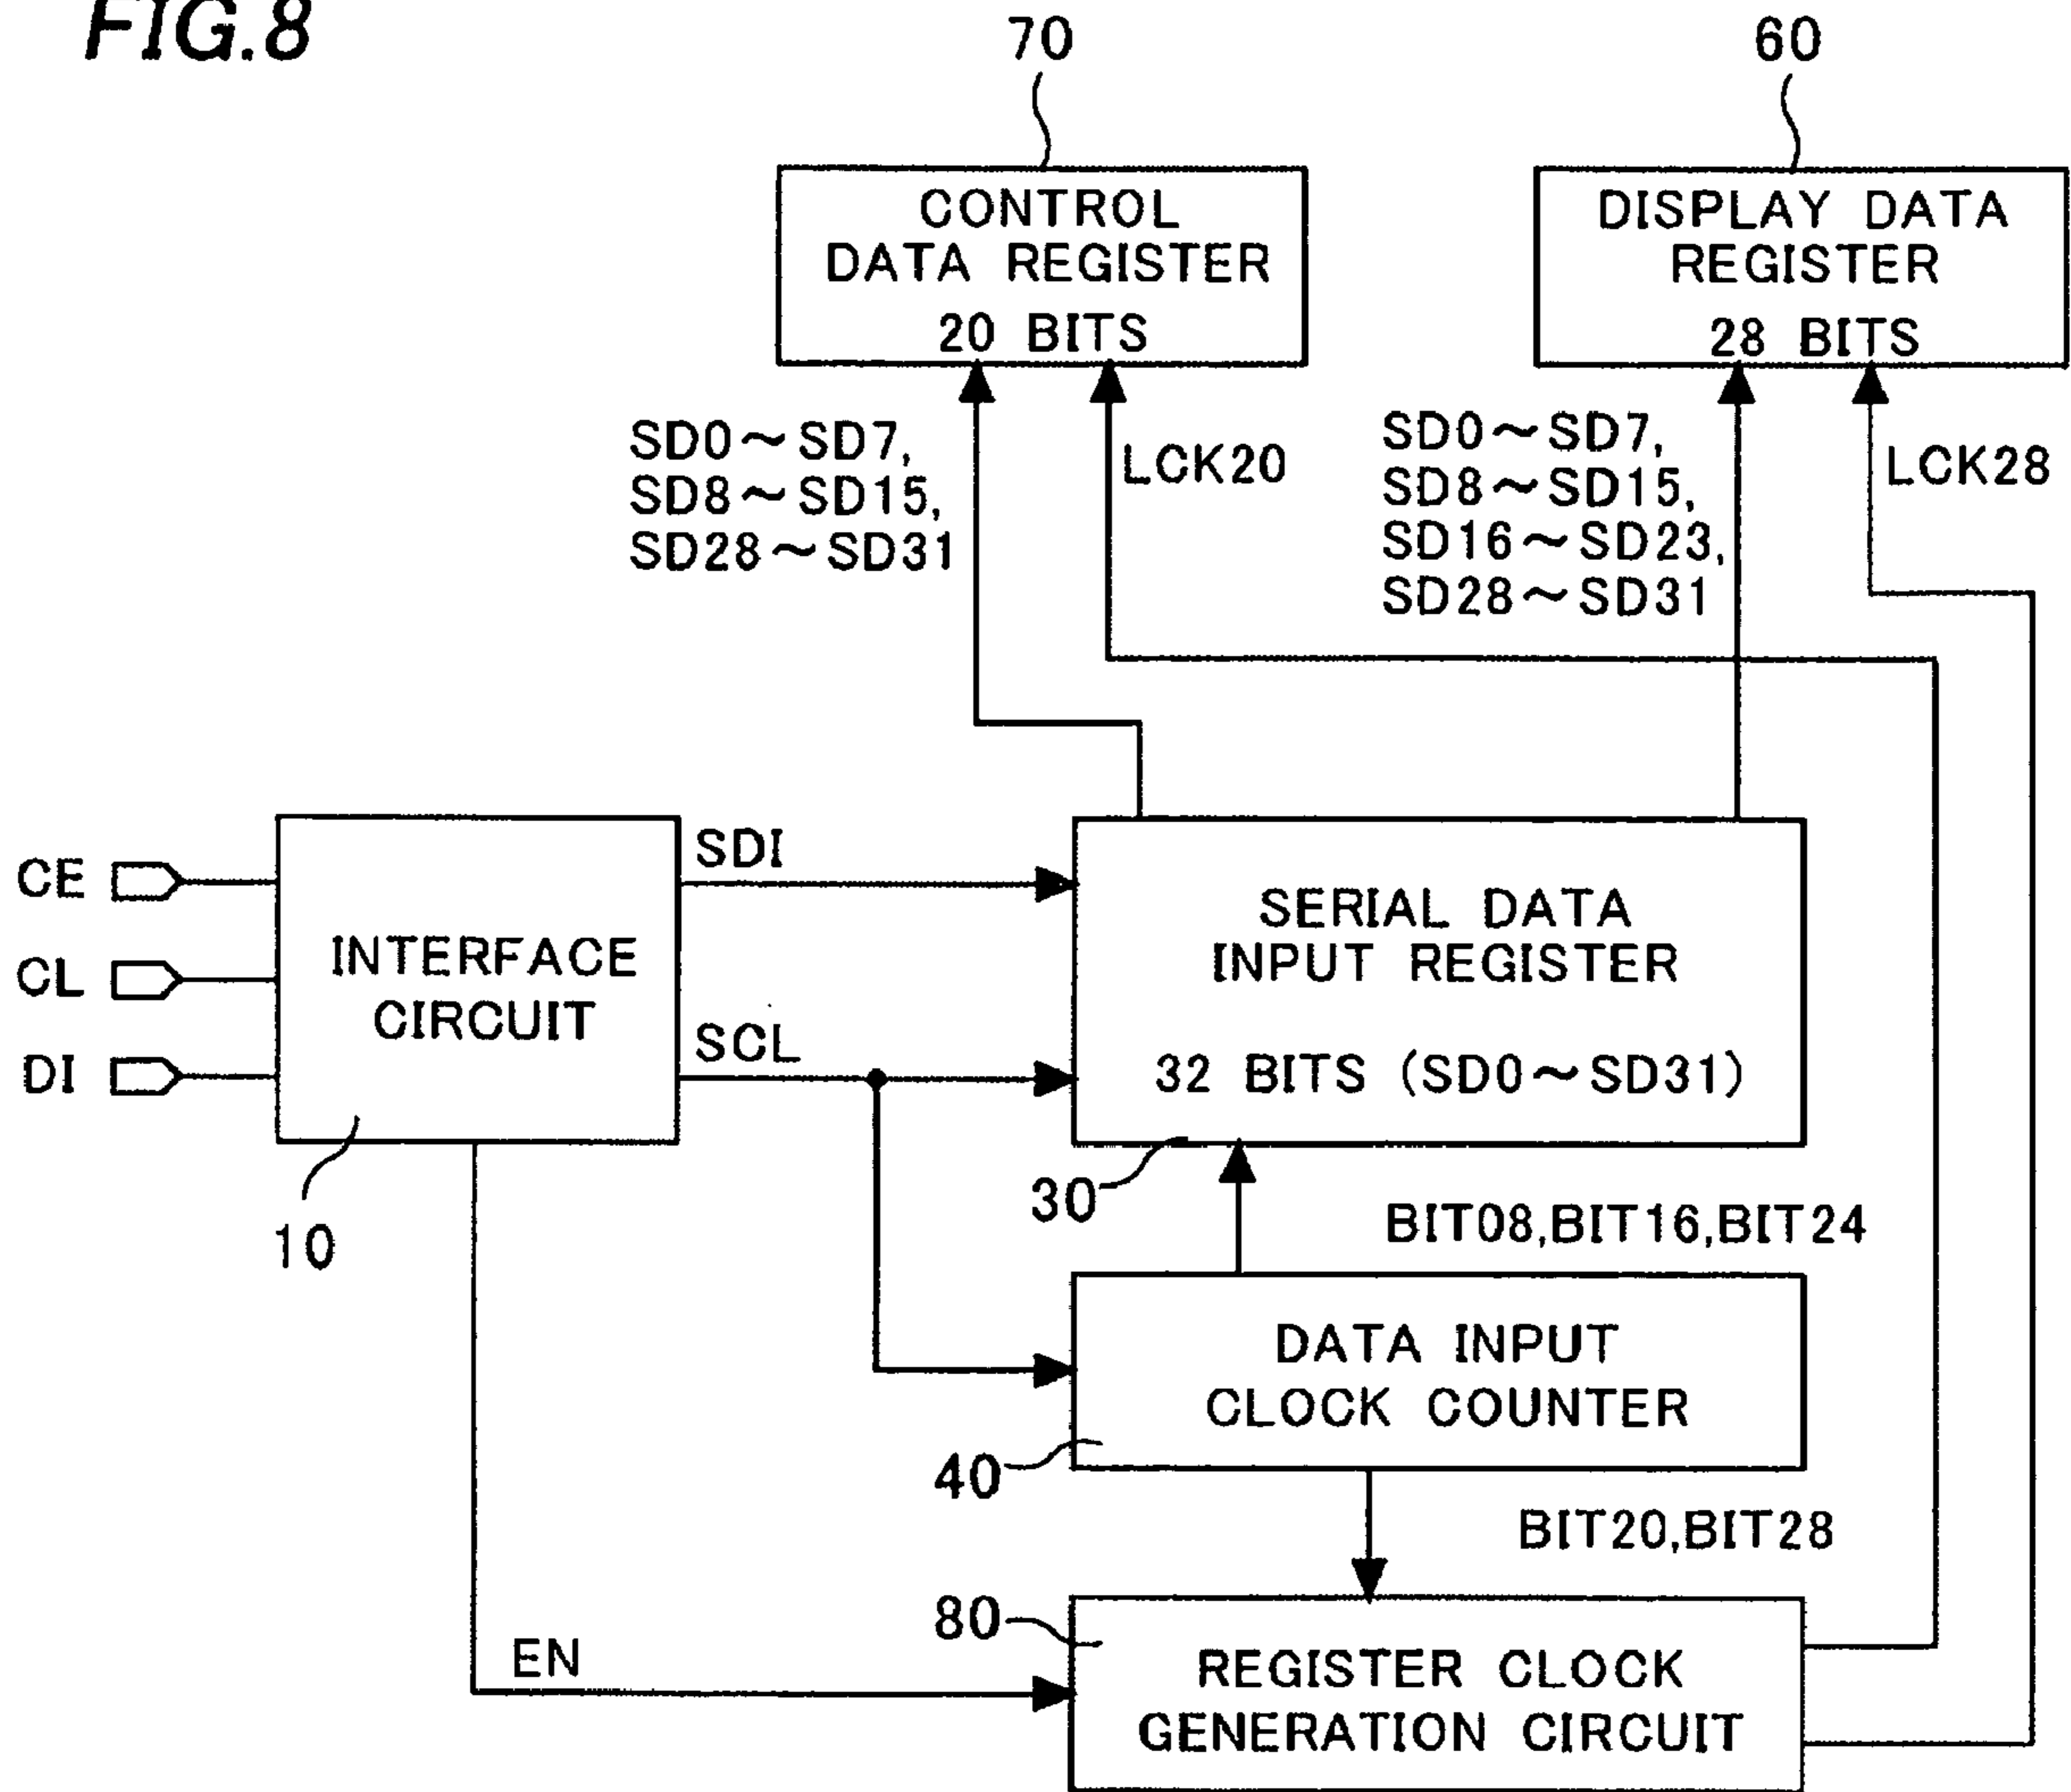 FIG.8
70
60
CONTROL
DATA REGISTER
20 BITS
DISPLAY DATA
REGISTER
28 BITS
SD0～SD7,
SD8～SD15,
SD28～SD31
LCK20
SD0～SD7,
SD8～SD15,
SD16～SD23,
SD28～SD31
LCK28
CE
CL
DI
INTERFACE
CIRCUIT
10
SDI
SCL
SERIAL DATA
INPUT REGISTER
32 BITS (SD0～SD31)
30
BIT08,BIT16,BIT24
DATA INPUT
CLOCK COUNTER
40
BIT20,BIT28
80
EN
REGISTER CLOCK
GENERATION CIRCUIT